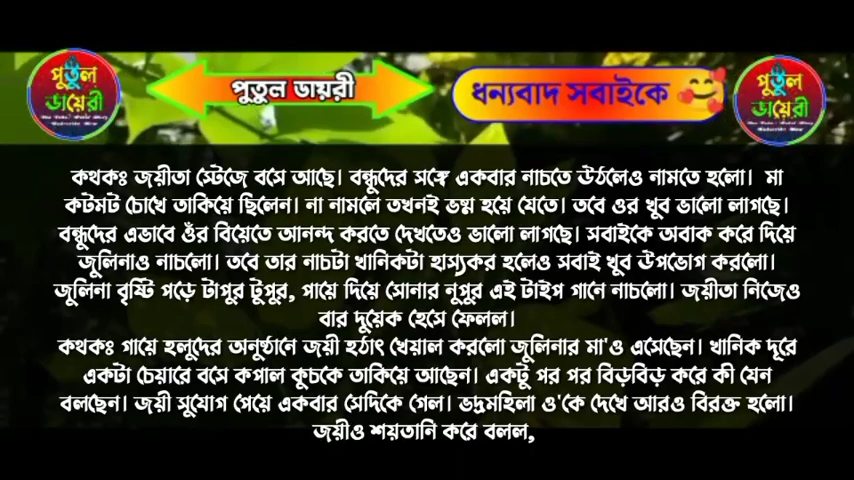 পুতুল ডায়েরী
পুতুল ডায়রী
ধন্যবাদ সবাইকে
পুতুল ডায়েরী
কথকঃ জয়ীতা স্টেজে বসে আছে। বন্ধুদের সঙ্গে একবার নাচতে উঠলেও নামতে হলো। মা
কটমট চোখে তাকিয়ে ছিলেন। না নামলে তখনই ভষ্ম হয়ে যেতে। তবে ওর খুব ভালো লাগছে।
বন্ধুদের এভাবে ওঁর বিয়েতে আনন্দ করতে দেখতেও ভালো লাগছে। সবাইকে অবাক করে দিয়ে
জুলিনাও নাচলো। তবে তার নাচটা খানিকটা হাস্যকর হলেও সবাই খুব উপভোগ করলো।
জুলিনা বৃষ্টি পড়ে টাপুর টুপুর, পায়ে দিয়ে সোনার নূপুর এই টাইপ গানে নাচলো। জয়ীতা নিজেও
বার দুয়েক হেসে ফেলল।
কথকঃ গায়ে হলুদের অনুষ্ঠানে জয়ী হঠাৎ খেয়াল করলো জুলিনার মা'ও এসেছেন। খানিক দূরে
একটা চেয়ারে বসে কপাল কুচকে তাকিয়ে আছেন। একটু পর পর বিড়বিড় করে কী যেন
বলছেন। জয়ী সুযোগ পেয়ে একবার সেদিকে গেল। ভদ্রমহিলা ও'কে দেখে আরও বিরক্ত হলো।
জয়ীও শয়তানি করে বলল,